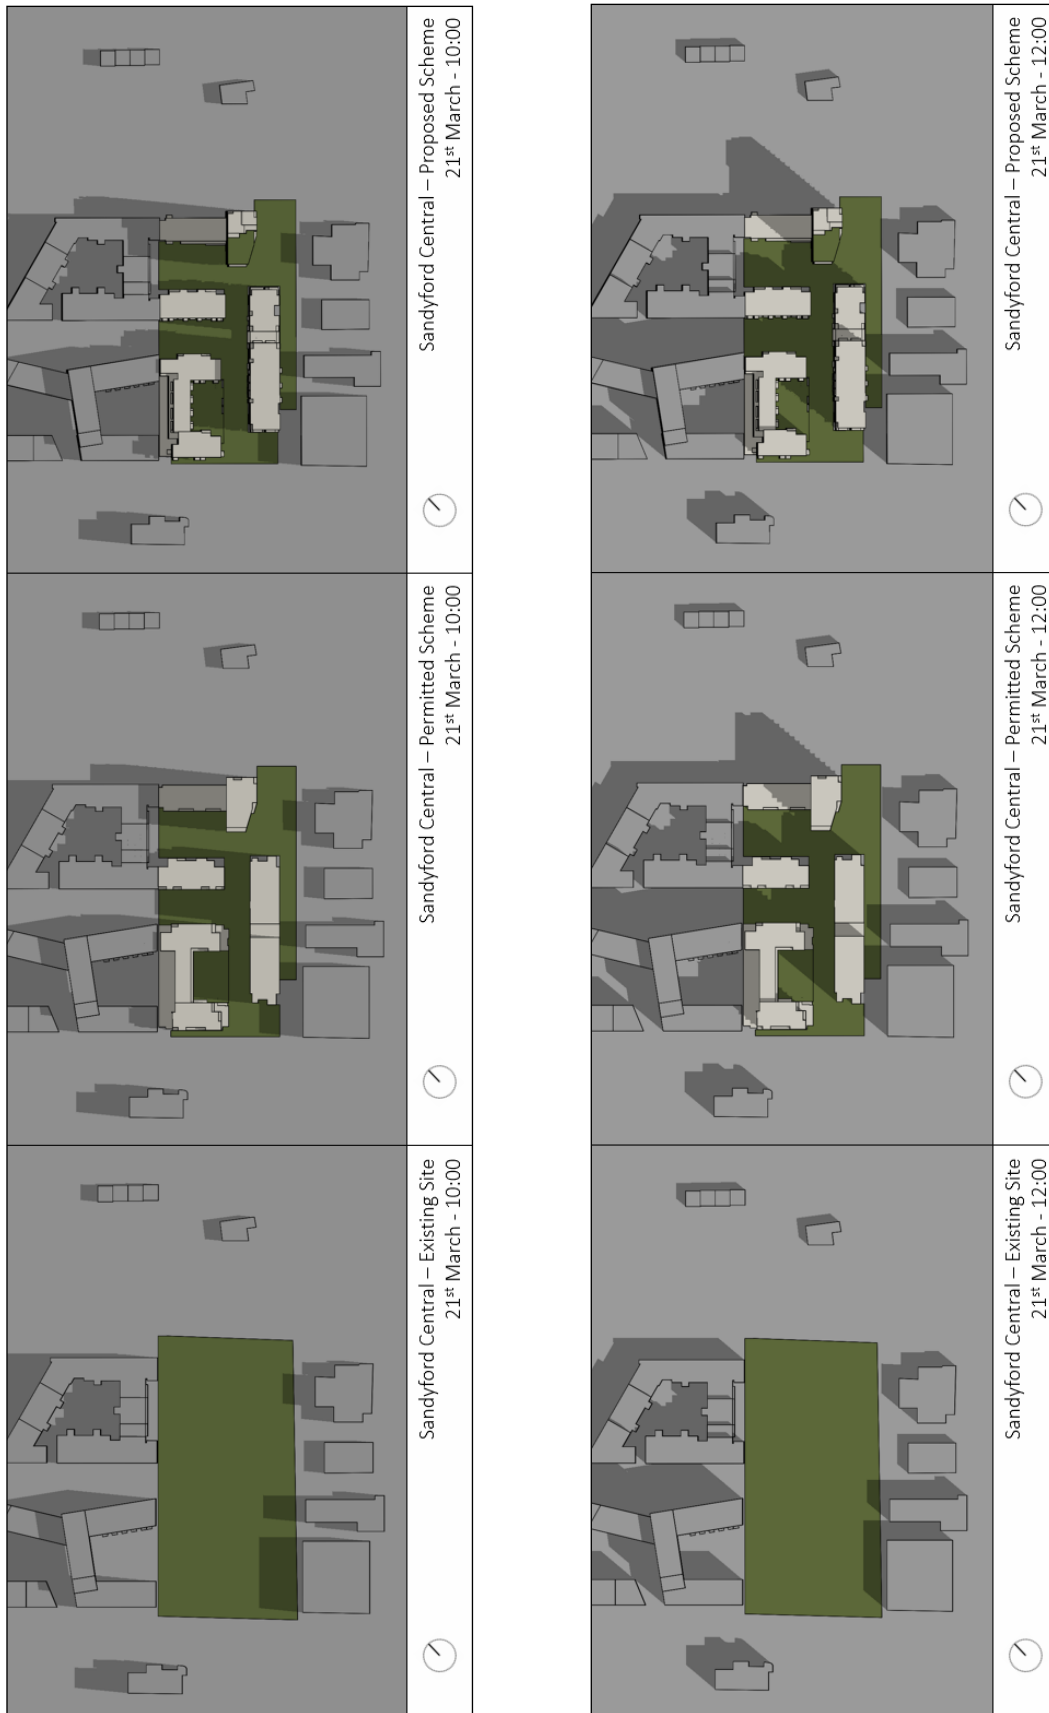 Sandyford Central – Existing Site
21st March - 10:00
Sandyford Central – Permitted Scheme
21st March - 10:00
Sandyford Central – Proposed Scheme
21st March - 10:00
Sandyford Central – Existing Site
21st March - 12:00
Sandyford Central – Permitted Scheme
21st March - 12:00
Sandyford Central – Proposed Scheme
21st March - 12:00